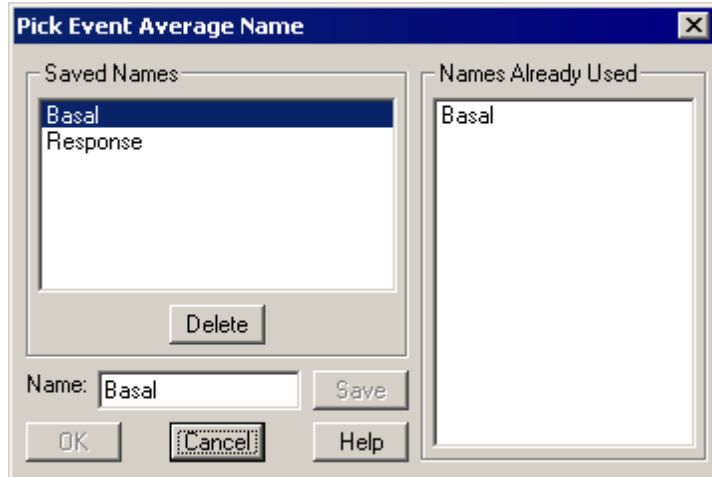 Pick Event Average Name
Saved Names
Basal
Response
Delete
Names Already Used
Basal
Name: Basal
Save
OK
Cancel
Help